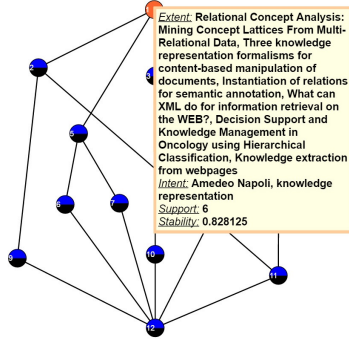 Extent: Relational Concept Analysis:
Mining Concept Lattices From Multi-
Relational Data, Three knowledge
representation formalisms for
content-based manipulation of
documents, Instantiation of relations
for semantic annotation, What can
XML do for information retrieval on
the WEB?, Decision Support and
Knowledge Management in
Oncology using Hierarchical
Classification, Knowledge extraction
from webpages
Intent: Amedeo Napoli, knowledge
representation
Support: 6
Stability: 0.828125
2
3
5
6
7
9
10
11
12